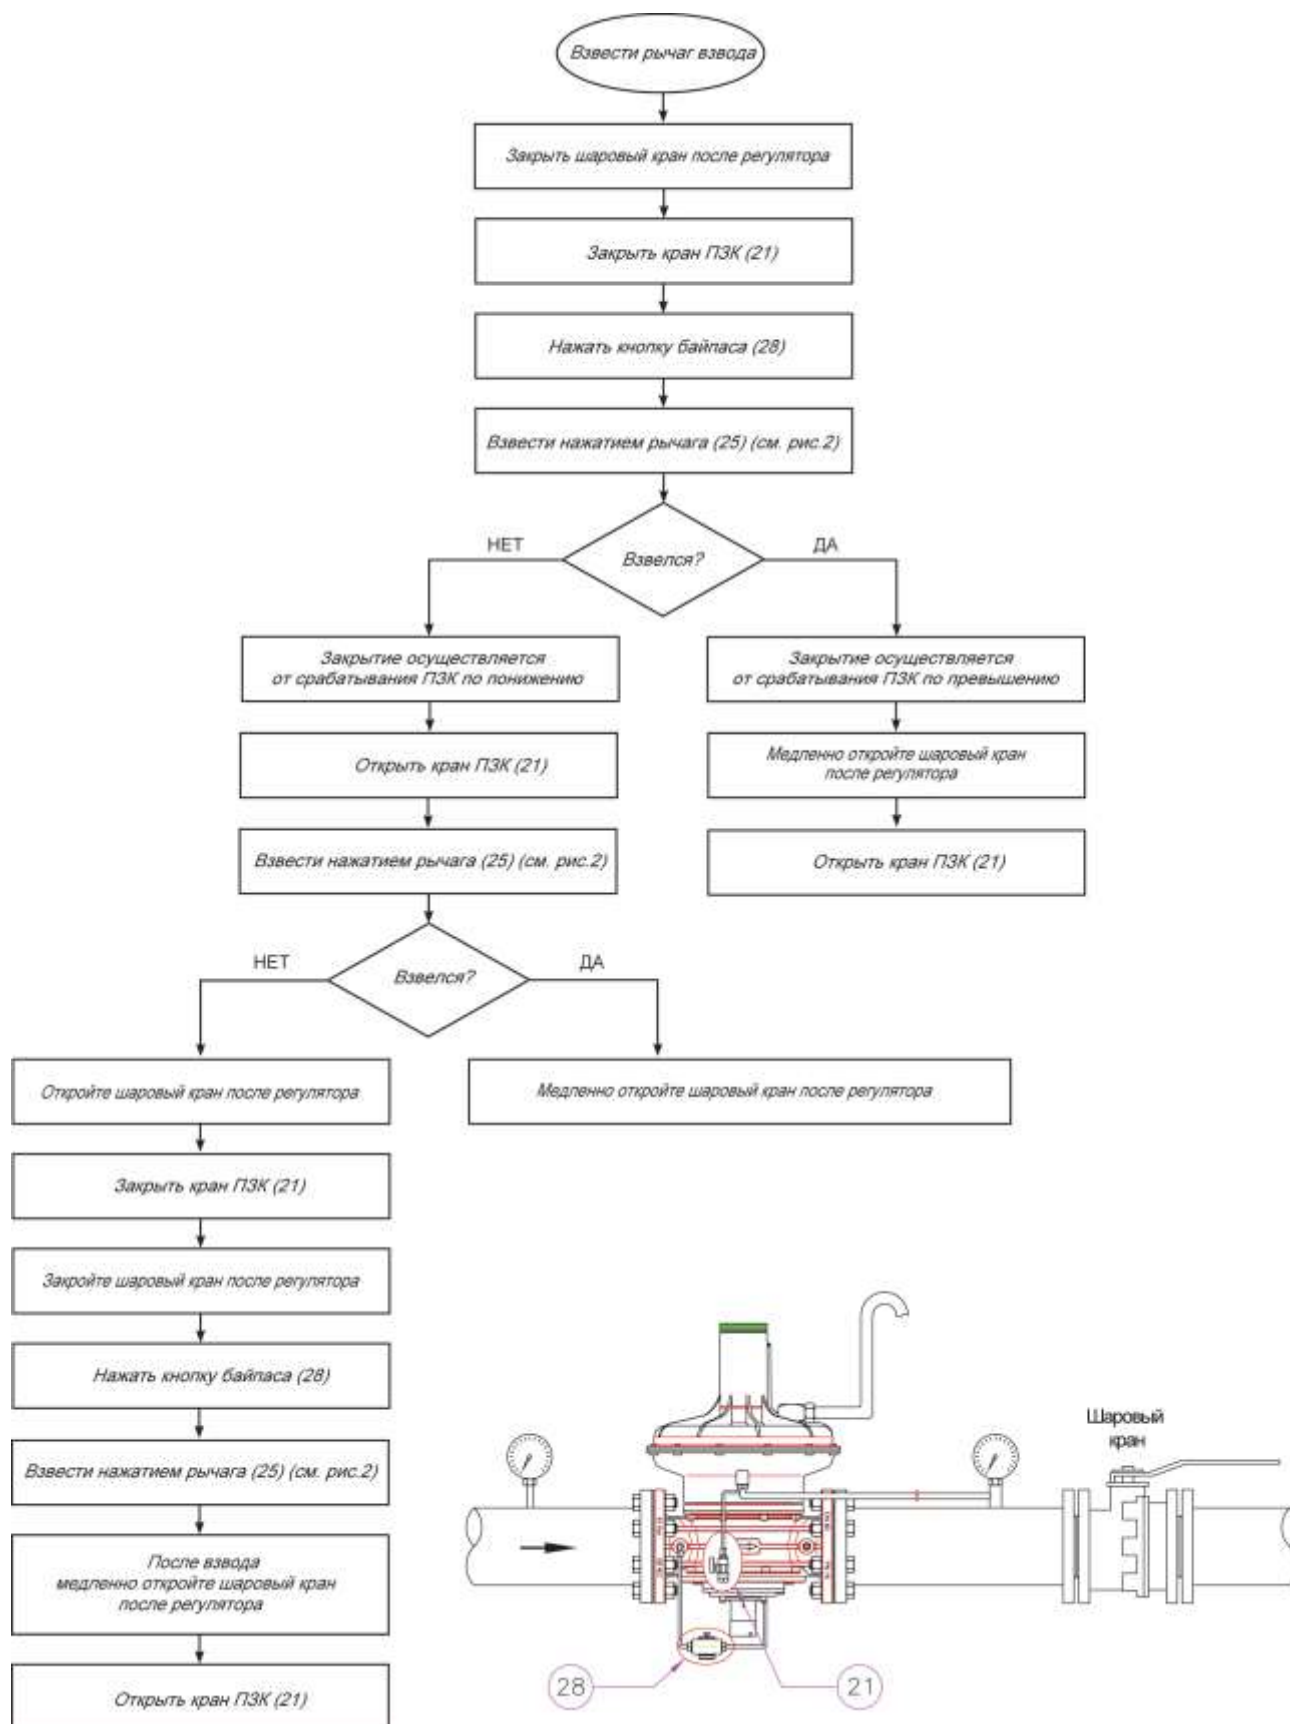 Взвести рычаг взвода
Закрыть шаровый кран после регулятора
Закрыть кран ПЗК (21)
Нажать кнопку байпаса (28)
Взвести нажатием рычага (25) (см. рис.2)
Взвелся?
НЕТ
ДА
Закрытие осуществляется
от срабатывания ПЗК по понижению
Открыть кран ПЗК (21)
Взвести нажатием рычага (25) (см. рис.2)
Закрытие осуществляется
от срабатывания ПЗК по превышению
Медленно откройте шаровый кран
после регулятора
Открыть кран ПЗК (21)
Взвелся?
НЕТ
ДА
Откройте шаровый кран после регулятора
Закрыть кран ПЗК (21)
Закройте шаровый кран после регулятора
Нажать кнопку байпаса (28)
Взвести нажатием рычага (25) (см. рис.2)
После взвода
медленно откройте шаровый кран
после регулятора
Открыть кран ПЗК (21)
Медленно откройте шаровый кран после регулятора
Шаровый
кран
28
21